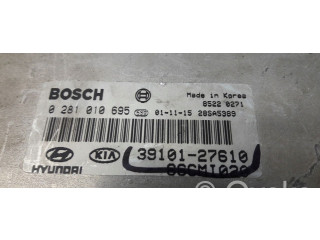 BOSCH
Made in Korea
8522 0271
0 281 010 695
01-11-15 28SA5389
HYUNDAI
KIA
39101-27610